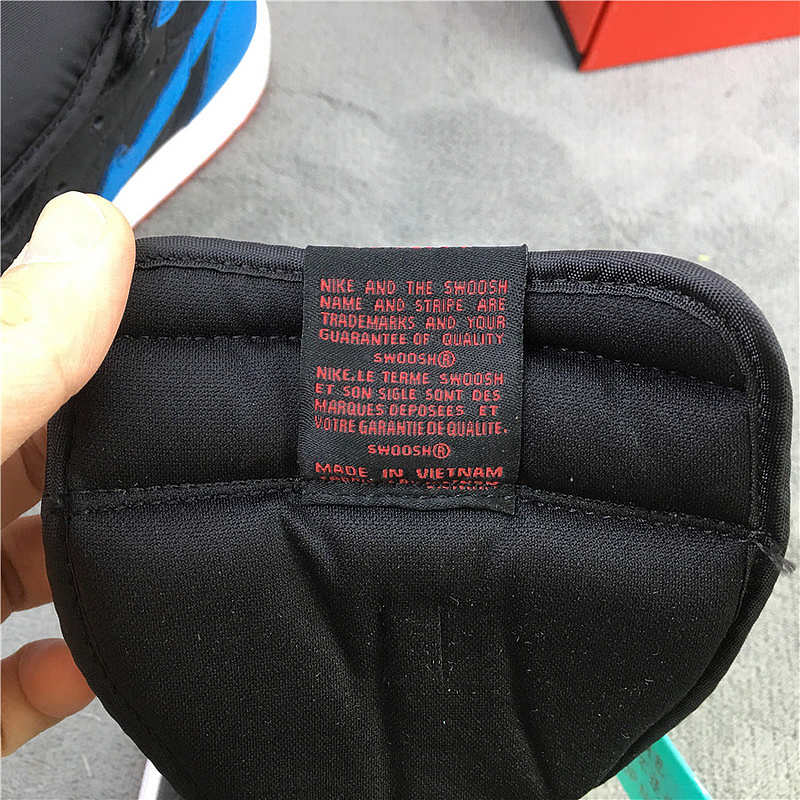 NIKE AND THE SWOOSH
NAME AND STRIPE ARE
TRADEMARKS AND YOUR
GUARANTEE OF QUALITY
SWOOSH®
NIKE,LE TERME SWOOSH
ET SON SIGLE SONT DES
MARQUES DEPOSEES ET
VOTRE GARANTIE DE QUALITE.
SWOOSH®
MADE IN VIETNAM